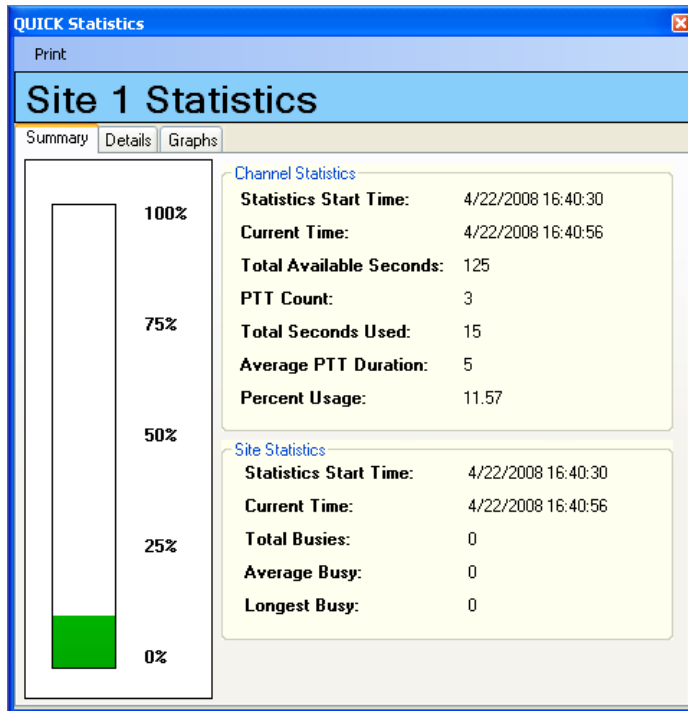 QUICK Statistics
Print
Site 1 Statistics
Summary Details Graphs
100%
75%
50%
25%
0%
Channel Statistics
Statistics Start Time: 4/22/2008 16:40:30
Current Time: 4/22/2008 16:40:56
Total Available Seconds: 125
PTT Count: 3
Total Seconds Used: 15
Average PTT Duration: 5
Percent Usage: 11.57
Site Statistics
Statistics Start Time: 4/22/2008 16:40:30
Current Time: 4/22/2008 16:40:56
Total Busies: 0
Average Busy: 0
Longest Busy: 0